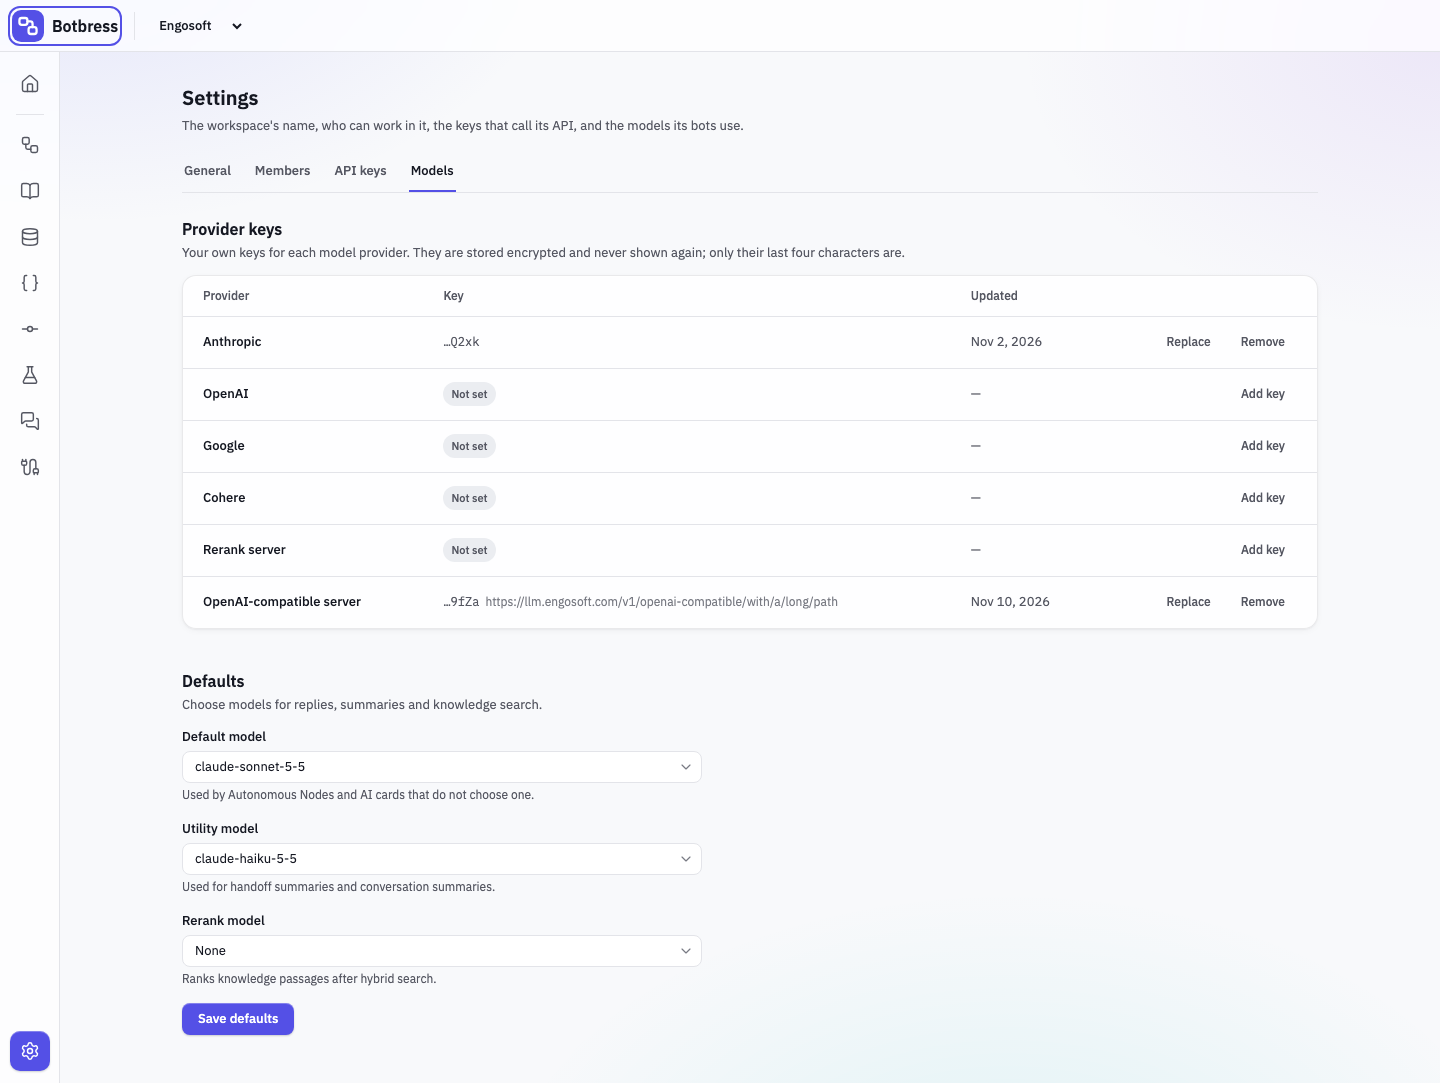 Botbress
Engosoft
Settings
The workspace's name, who can work in it, the keys that call its API, and the models its bots use.
General Members API keys Models
Provider keys
Your own keys for each model provider. They are stored encrypted and never shown again; only their last four characters are.
Provider Key Updated
Anthropic …Q2xk Nov 2, 2026 Replace Remove
OpenAI Not set — Add key
Google Not set — Add key
Cohere Not set — Add key
Rerank server Not set — Add key
OpenAI-compatible server …9fZa https://llm.engosoft.com/v1/openai-compatible/with/a/long/path Nov 10, 2026 Replace Remove
Defaults
Choose models for replies, summaries and knowledge search.
Default model
claude-sonnet-5-5
Used by Autonomous Nodes and AI cards that do not choose one.
Utility model
claude-haiku-5-5
Used for handoff summaries and conversation summaries.
Rerank model
None
Ranks knowledge passages after hybrid search.
Save defaults